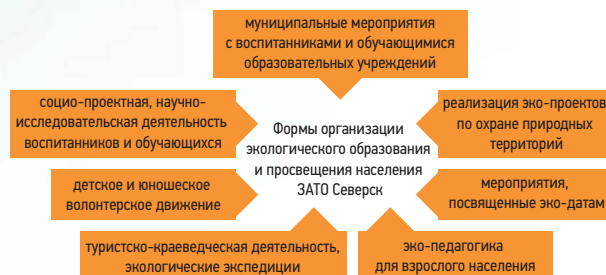 муниципальные мероприятия
с воспитанниками и обучающимися
образовательных учреждений
социо-проектная, научно-
исследовательская деятельность
воспитанников и обучающихся
реализация эко-проектов
по охране природных
территорий
Формы организации
экологического образования
и просвещения населения
ЗАТО Северск
детское и юношеское
волонтерское движение
мероприятия,
посвященные эко-датам
туристско-краеведческая деятельность,
экологические экспедиции
эко-педагогика
для взрослого населения